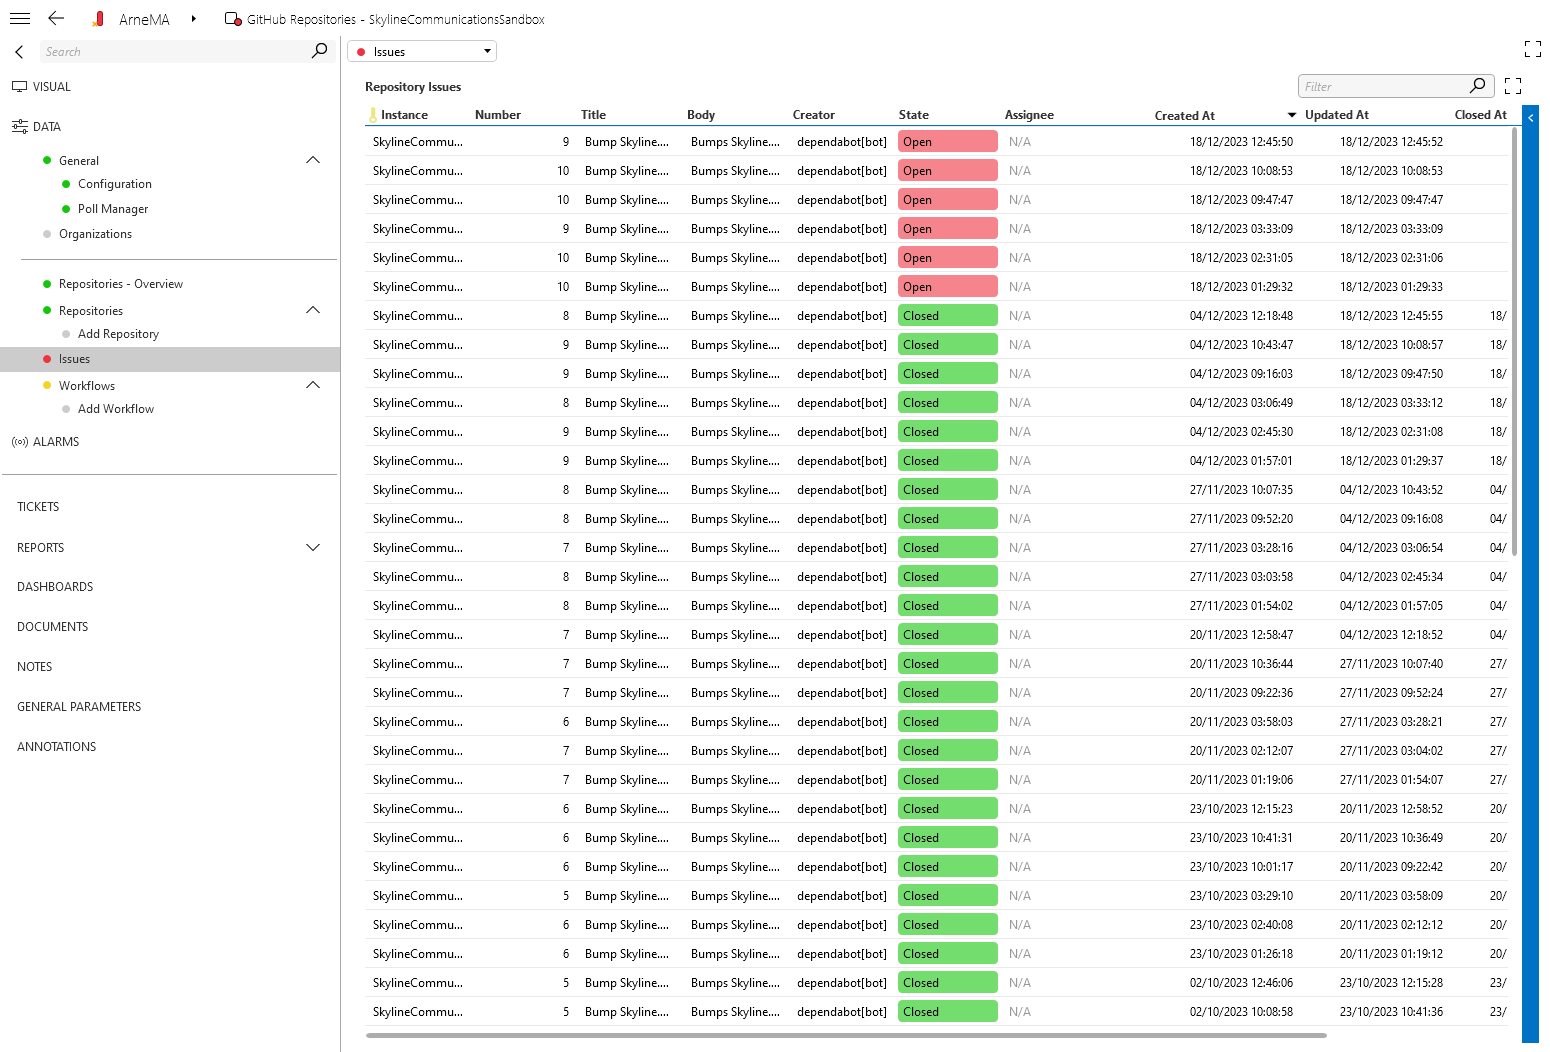 ArneMA GitHub Repositories - SkylineCommunicationsSandbox
Search
VISUAL
DATA
General
Configuration
Poll Manager
Organizations
Repositories - Overview
Repositories
Add Repository
Issues
Workflows
Add Workflow
ALARMS
TICKETS
REPORTS
DASHBOARDS
DOCUMENTS
NOTES
GENERAL PARAMETERS
ANNOTATIONS
Issues
Repository Issues
Filter
Instance Number Title Body Creator State Assignee Created At Updated At Closed At
SkylineCommu... 9 Bump Skyline.... Bumps Skyline.... dependabot[bot] Open N/A 18/12/2023 12:45:50 18/12/2023 12:45:52
SkylineCommu... 10 Bump Skyline.... Bumps Skyline.... dependabot[bot] Open N/A 18/12/2023 10:08:53 18/12/2023 10:08:53
SkylineCommu... 10 Bump Skyline.... Bumps Skyline.... dependabot[bot] Open N/A 18/12/2023 09:47:47 18/12/2023 09:47:47
SkylineCommu... 9 Bump Skyline.... Bumps Skyline.... dependabot[bot] Open N/A 18/12/2023 03:33:09 18/12/2023 03:33:09
SkylineCommu... 10 Bump Skyline.... Bumps Skyline.... dependabot[bot] Open N/A 18/12/2023 02:31:05 18/12/2023 02:31:06
SkylineCommu... 10 Bump Skyline.... Bumps Skyline.... dependabot[bot] Open N/A 18/12/2023 01:29:32 18/12/2023 01:29:33
SkylineCommu... 8 Bump Skyline.... Bumps Skyline.... dependabot[bot] Closed N/A 04/12/2023 12:18:48 18/12/2023 12:45:55 18/
SkylineCommu... 9 Bump Skyline.... Bumps Skyline.... dependabot[bot] Closed N/A 04/12/2023 10:43:47 18/12/2023 10:08:57 18/
SkylineCommu... 9 Bump Skyline.... Bumps Skyline.... dependabot[bot] Closed N/A 04/12/2023 09:16:03 18/12/2023 09:47:50 18/
SkylineCommu... 8 Bump Skyline.... Bumps Skyline.... dependabot[bot] Closed N/A 04/12/2023 03:06:49 18/12/2023 03:33:12 18/
SkylineCommu... 9 Bump Skyline.... Bumps Skyline.... dependabot[bot] Closed N/A 04/12/2023 02:45:30 18/12/2023 02:31:08 18/
SkylineCommu... 9 Bump Skyline.... Bumps Skyline.... dependabot[bot] Closed N/A 04/12/2023 01:57:01 18/12/2023 01:29:37 18/
SkylineCommu... 8 Bump Skyline.... Bumps Skyline.... dependabot[bot] Closed N/A 27/11/2023 10:07:35 04/12/2023 10:43:52 04/
SkylineCommu... 8 Bump Skyline.... Bumps Skyline.... dependabot[bot] Closed N/A 27/11/2023 09:52:20 04/12/2023 09:16:08 04/
SkylineCommu... 7 Bump Skyline.... Bumps Skyline.... dependabot[bot] Closed N/A 27/11/2023 03:28:16 04/12/2023 03:06:54 04/
SkylineCommu... 8 Bump Skyline.... Bumps Skyline.... dependabot[bot] Closed N/A 27/11/2023 03:03:58 04/12/2023 02:45:34 04/
SkylineCommu... 8 Bump Skyline.... Bumps Skyline.... dependabot[bot] Closed N/A 27/11/2023 01:54:02 04/12/2023 01:57:05 04/
SkylineCommu... 7 Bump Skyline.... Bumps Skyline.... dependabot[bot] Closed N/A 20/11/2023 12:58:47 04/12/2023 12:18:52 04/
SkylineCommu... 7 Bump Skyline.... Bumps Skyline.... dependabot[bot] Closed N/A 20/11/2023 10:36:44 27/11/2023 10:07:40 27/
SkylineCommu... 7 Bump Skyline.... Bumps Skyline.... dependabot[bot] Closed N/A 20/11/2023 09:22:36 27/11/2023 09:52:24 27/
SkylineCommu... 6 Bump Skyline.... Bumps Skyline.... dependabot[bot] Closed N/A 20/11/2023 03:58:03 27/11/2023 03:28:21 27/
SkylineCommu... 7 Bump Skyline.... Bumps Skyline.... dependabot[bot] Closed N/A 20/11/2023 02:12:07 27/11/2023 03:04:02 27/
SkylineCommu... 7 Bump Skyline.... Bumps Skyline.... dependabot[bot] Closed N/A 20/11/2023 01:19:06 27/11/2023 01:54:07 27/
SkylineCommu... 6 Bump Skyline.... Bumps Skyline.... dependabot[bot] Closed N/A 23/10/2023 12:15:23 20/11/2023 12:58:52 20/
SkylineCommu... 6 Bump Skyline.... Bumps Skyline.... dependabot[bot] Closed N/A 23/10/2023 10:41:31 20/11/2023 10:36:49 20/
SkylineCommu... 6 Bump Skyline.... Bumps Skyline.... dependabot[bot] Closed N/A 23/10/2023 10:01:17 20/11/2023 09:22:42 20/
SkylineCommu... 5 Bump Skyline.... Bumps Skyline.... dependabot[bot] Closed N/A 23/10/2023 03:29:10 20/11/2023 03:58:09 20/
SkylineCommu... 6 Bump Skyline.... Bumps Skyline.... dependabot[bot] Closed N/A 23/10/2023 02:40:08 20/11/2023 02:12:12 20/
SkylineCommu... 6 Bump Skyline.... Bumps Skyline.... dependabot[bot] Closed N/A 23/10/2023 01:26:18 20/11/2023 01:19:12 20/
SkylineCommu... 5 Bump Skyline.... Bumps Skyline.... dependabot[bot] Closed N/A 02/10/2023 12:46:06 23/10/2023 12:15:28 23/
SkylineCommu... 5 Bump Skyline.... Bumps Skyline.... dependabot[bot] Closed N/A 02/10/2023 10:08:58 23/10/2023 10:41:36 23/